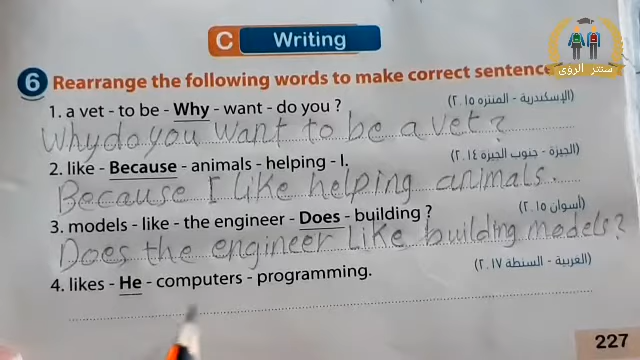 C Writing
سنتر الرؤى
6 Rearrange the following words to make correct sentence
1. a vet - to be - Why - want - do you ? (الإسكندرية - المنتزه ٢٠١٥)
Why do you want to be a vet?
2. like - Because - animals - helping - I. (الجيزة - جنوب الجيزة ٢٠١٤)
Because I like helping animals.
3. models - like - the engineer - Does - building ? (أسوان ٢٠١٥)
Does the engineer like building models?
4. likes - He - computers - programming. (الغربية - السنطة ٢٠١٧)
227